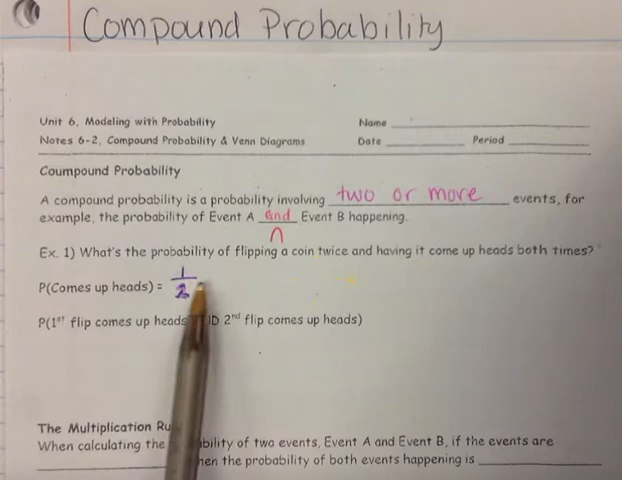 Compound Probability
Unit 6, Modeling with Probability Name
Notes 6-2, Compound Probability & Venn Diagrams Date Period
Coumpound Probability
A compound probability is a probability involving two or more events, for
example, the probability of Event A and Event B happening.
∩
Ex. 1) What's the probability of flipping a coin twice and having it come up heads both times?
P(Comes up heads) = 1/2
P(1st flip comes up heads 2nd flip comes up heads)
The Multiplication
When calculating the of two events, Event A and Event B, if the events are
then the probability of both events happening is